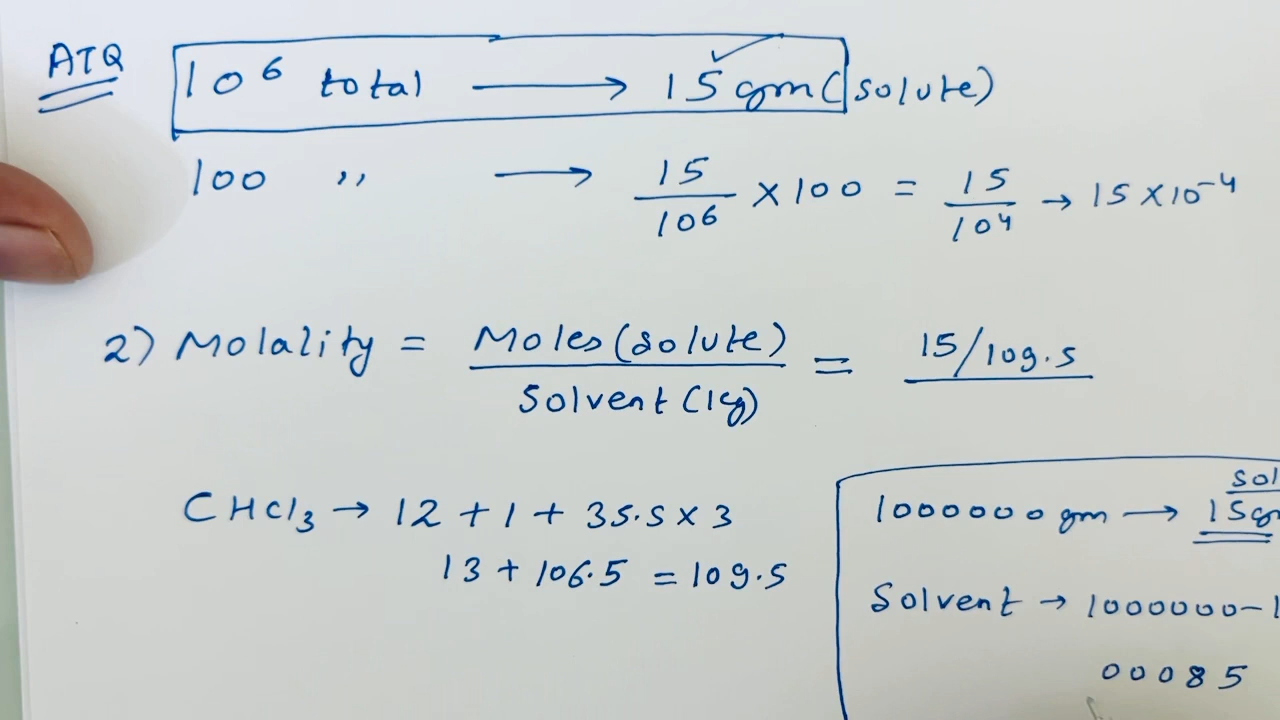 ATQ 10⁶ total → 15 gm (solute)
100 ,, → 15/10⁶ × 100 = 15/10⁴ → 15 × 10⁻⁴
2) Molality = Moles (solute) / Solvent (kg) = 15/109.5
CHCl₃ → 12 + 1 + 35.5 × 3
13 + 106.5 = 109.5
sol
1000000 gm → 15 g
Solvent → 1000000 - 1
00085